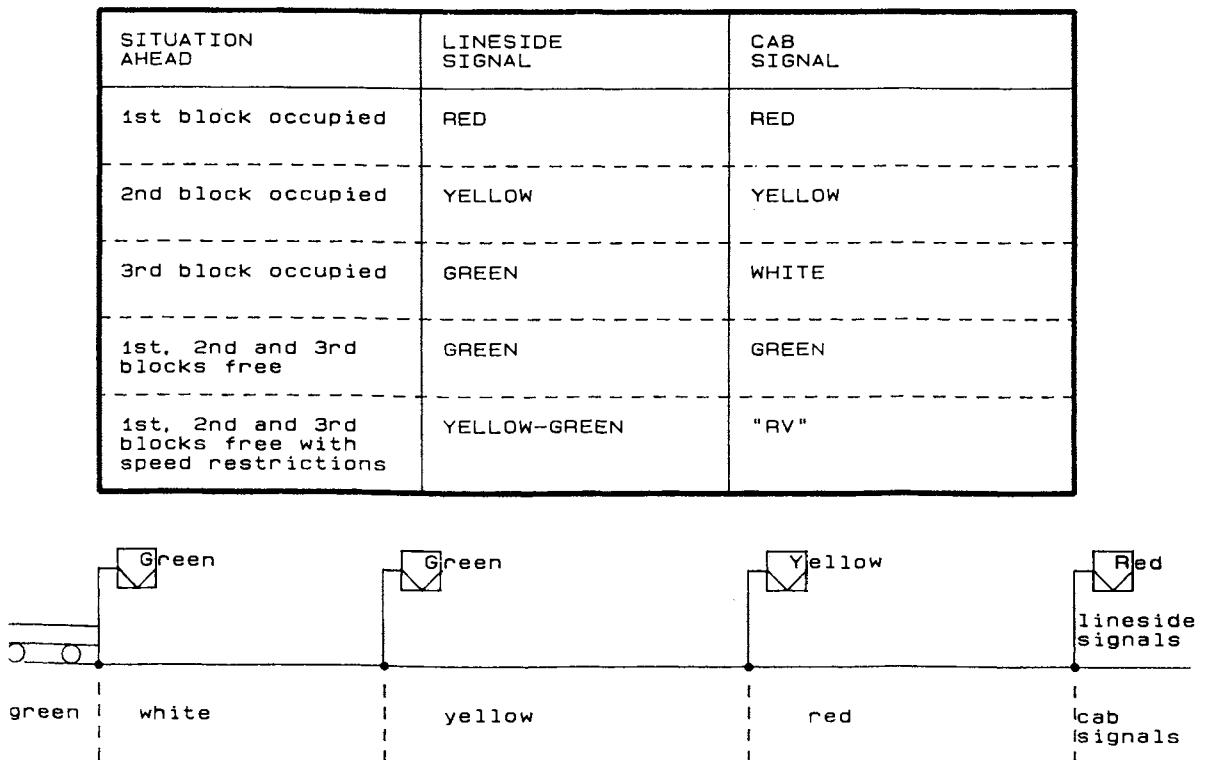 SITUATION AHEAD
LINESIDE SIGNAL
CAB SIGNAL
1st block occupied
RED
RED
2nd block occupied
YELLOW
YELLOW
3rd block occupied
GREEN
WHITE
1st, 2nd and 3rd
blocks free
GREEN
GREEN
1st, 2nd and 3rd
blocks free with
speed restrictions
YELLOW-GREEN
"RV"
Green
Green
Yellow
Red
lineside
signals
green
white
yellow
red
cab
signals